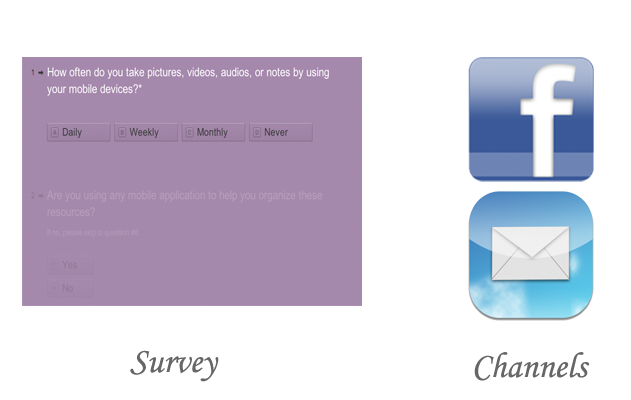 1 → How often do you take pictures, videos, audios, or notes by using
your mobile devices?*
A Daily B Weekly C Monthly D Never
2 → Are you using any mobile application to help you organize these
resources?
If no, please skip to question #6
Yes
No
f
Survey
Channels